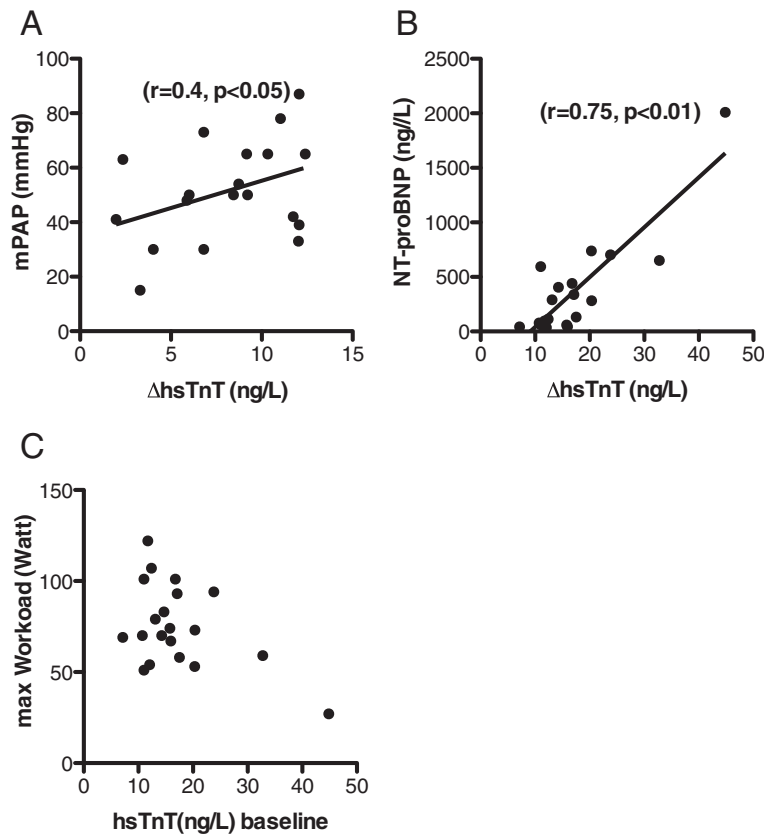 A
mPAP (mmHg)
100
80
60
40
20
0
(r=0.4, p<0.05)
0 5 10 15
ΔhsTnT (ng/L)
B
NT-proBNP (ng//L)
2500
2000
1500
1000
500
0
(r=0.75, p<0.01)
0 10 20 30 40 50
ΔhsTnT (ng/L)
C
max Workoad (Watt)
150
100
50
0
0 10 20 30 40 50
hsTnT(ng/L) baseline